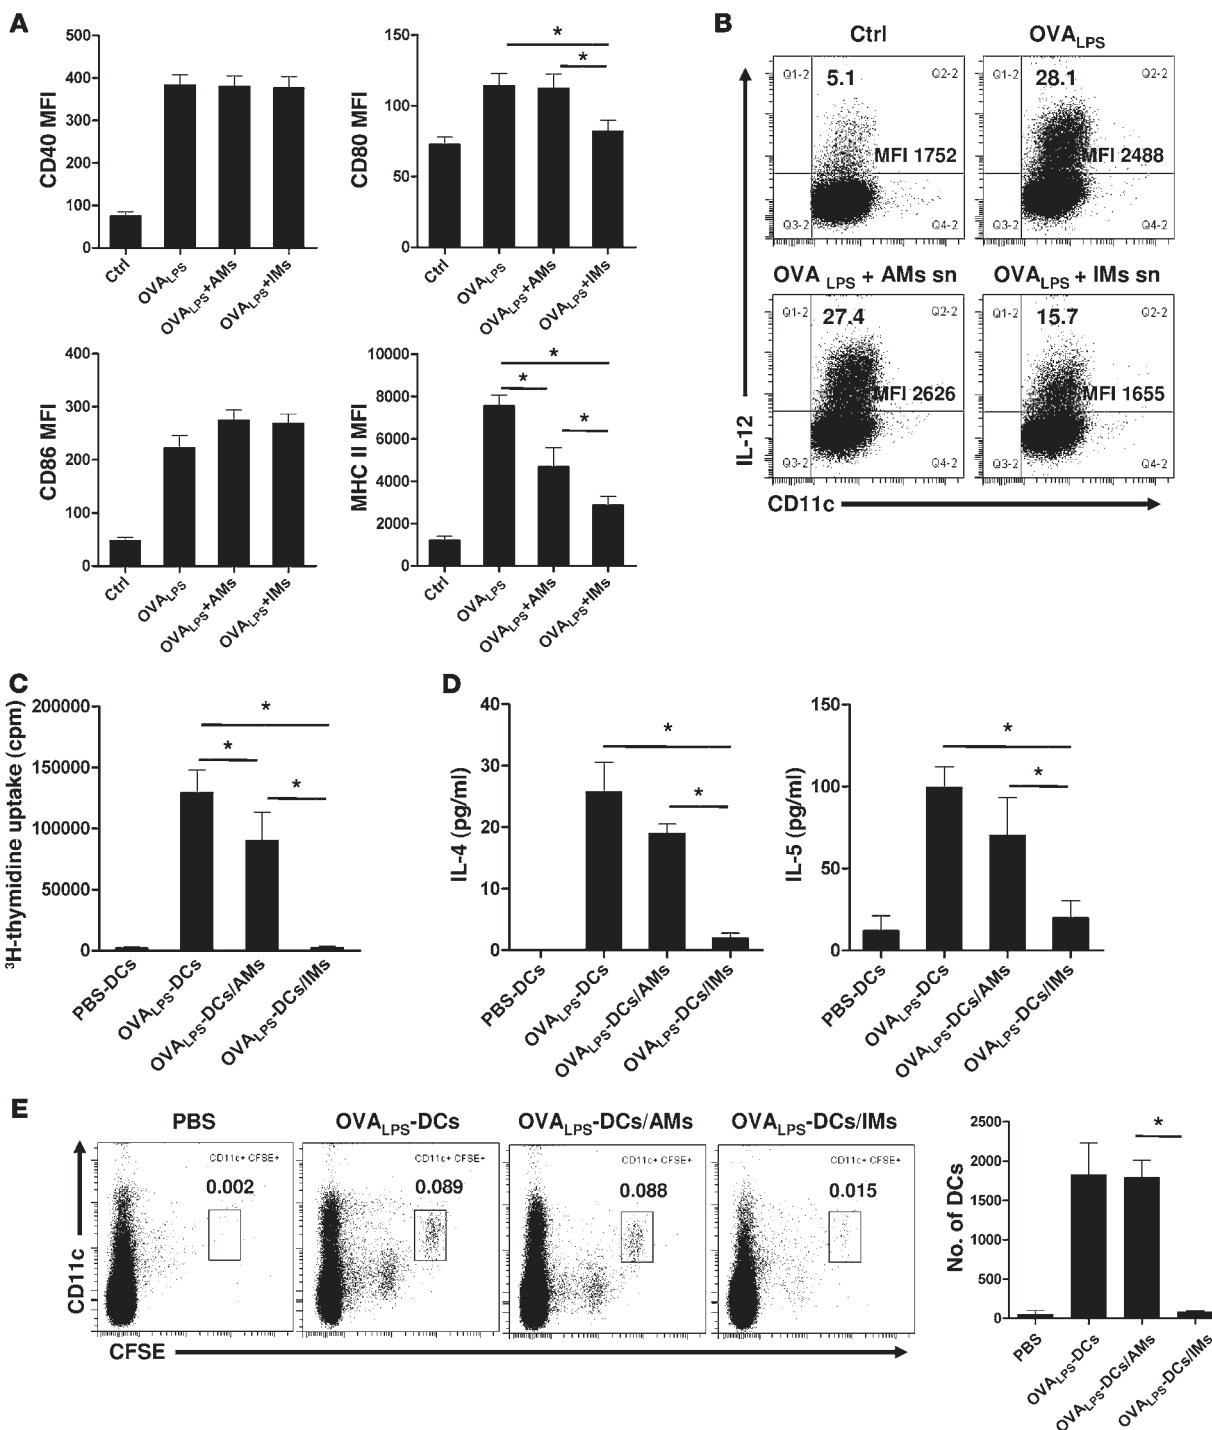 A
500
400
300
200
100
0
CD40 MFI
Ctrl
OVALPS
OVALPS+AMs
OVALPS+IMs
150
100
50
0
CD80 MFI
*
*
Ctrl
OVALPS
OVALPS+AMs
OVALPS+IMs
400
300
200
100
0
CD86 MFI
Ctrl
OVALPS
OVALPS+AMs
OVALPS+IMs
10000
8000
6000
4000
2000
0
MHC II MFI
*
*
*
Ctrl
OVALPS
OVALPS+AMs
OVALPS+IMs
B
Ctrl
Q1-2
5.1
Q2-2
MFI 1752
Q3-2
Q4-2
OVALPS
Q1-2
28.1
Q2-2
MFI 2488
Q3-2
Q4-2
OVA LPS + AMs sn
Q1-2
27.4
Q2-2
MFI 2626
Q3-2
Q4-2
OVALPS + IMs sn
Q1-2
15.7
Q2-2
MFI 1655
Q3-2
Q4-2
IL-12
CD11c
C
200000
150000
100000
50000
0
3H-thymidine uptake (cpm)
*
*
*
PBS-DCs
OVALPS-DCs
OVALPS-DCs/AMs
OVALPS-DCs/IMs
D
40
30
20
10
0
IL-4 (pg/ml)
*
*
PBS-DCs
OVALPS-DCs
OVALPS-DCs/AMs
OVALPS-DCs/IMs
150
100
50
0
IL-5 (pg/ml)
*
*
PBS-DCs
OVALPS-DCs
OVALPS-DCs/AMs
OVALPS-DCs/IMs
E
PBS
CD11c+ CFSE+
0.002
OVALPS-DCs
CD11c+ CFSE+
0.089
OVALPS-DCs/AMs
CD11c+ CFSE+
0.088
OVALPS-DCs/IMs
CD11c+ CFSE+
0.015
CD11c
CFSE
2500
2000
1500
1000
500
0
No. of DCs
*
PBS
OVALPS-DCs
OVALPS-DCs/AMs
OVALPS-DCs/IMs